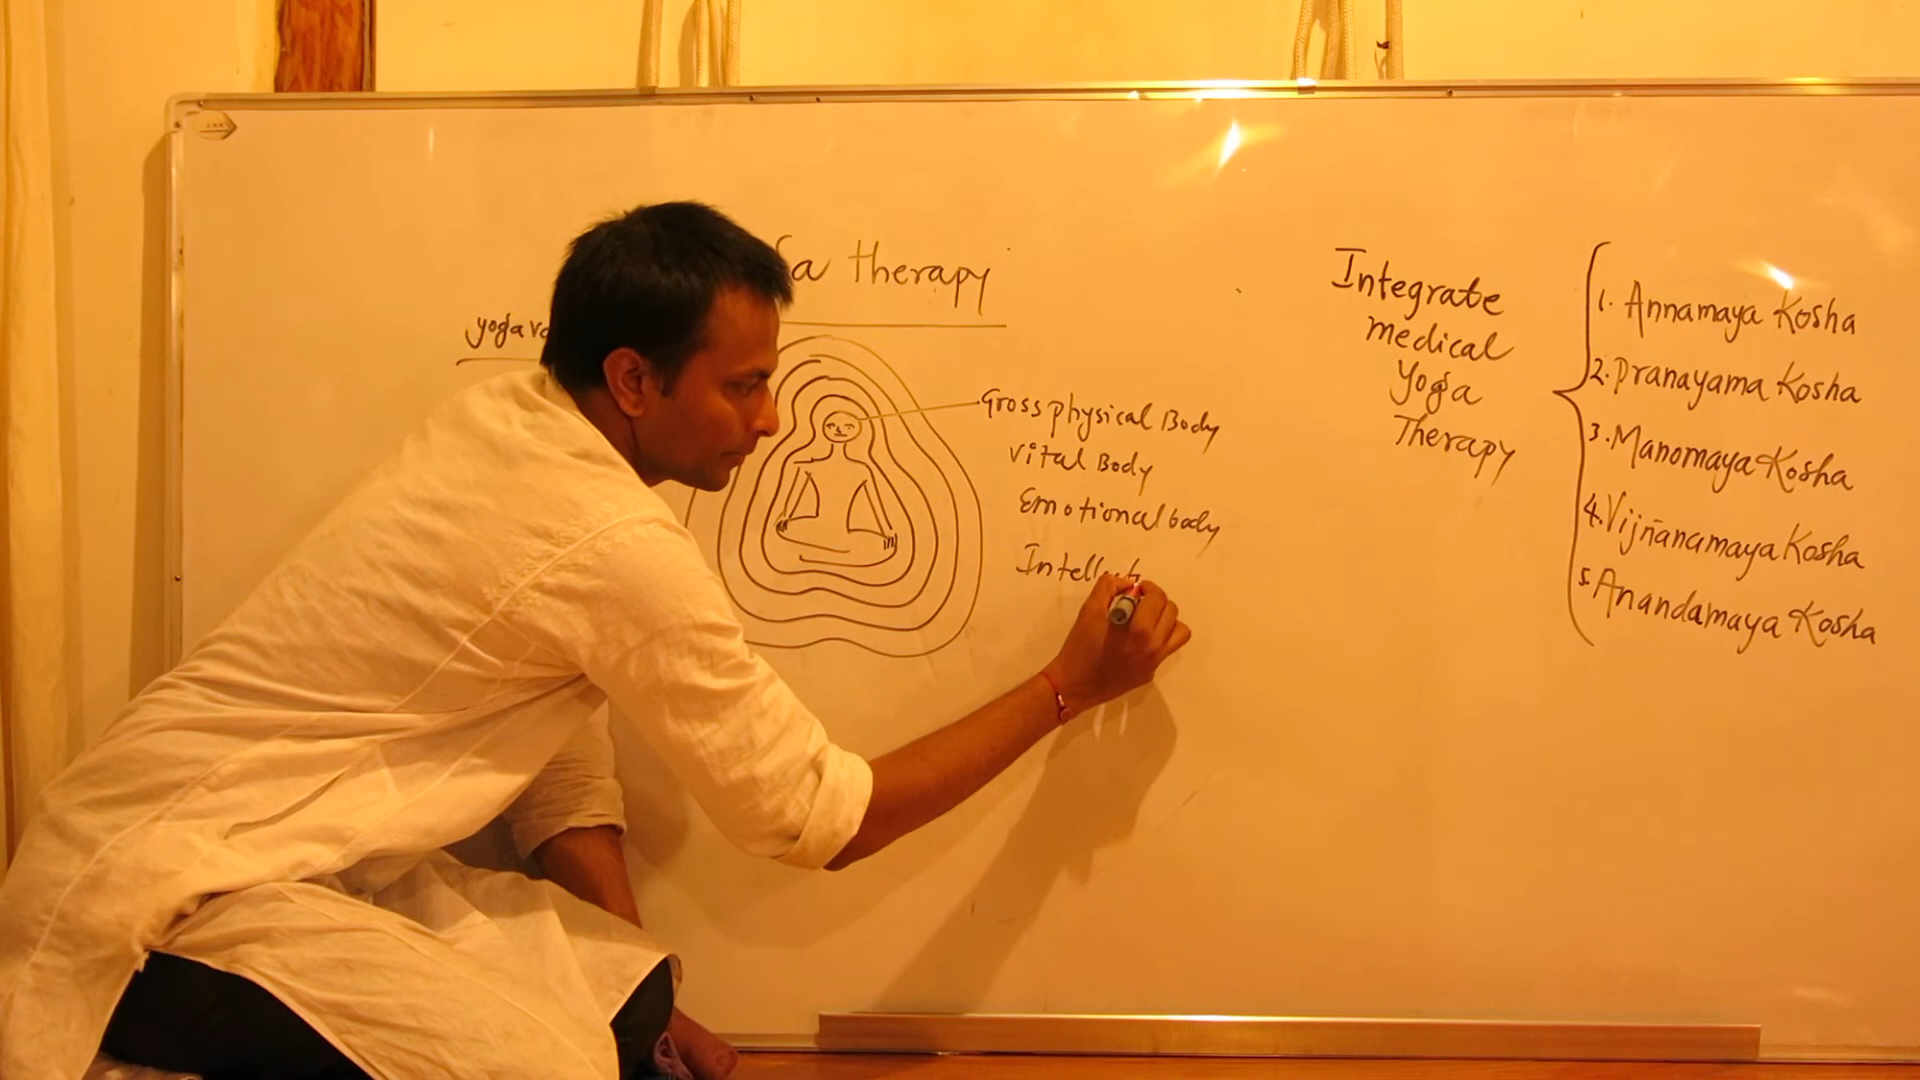 a Therapy
yoga
Gross physical Body
Vital Body
Emotional body
Integrate
medical
Yoga
Therapy
1. Annamaya Kosha
2. Pranayama Kosha
3. Manomaya Kosha
4. Vijñanamaya Kosha
5. Anandamaya Kosha